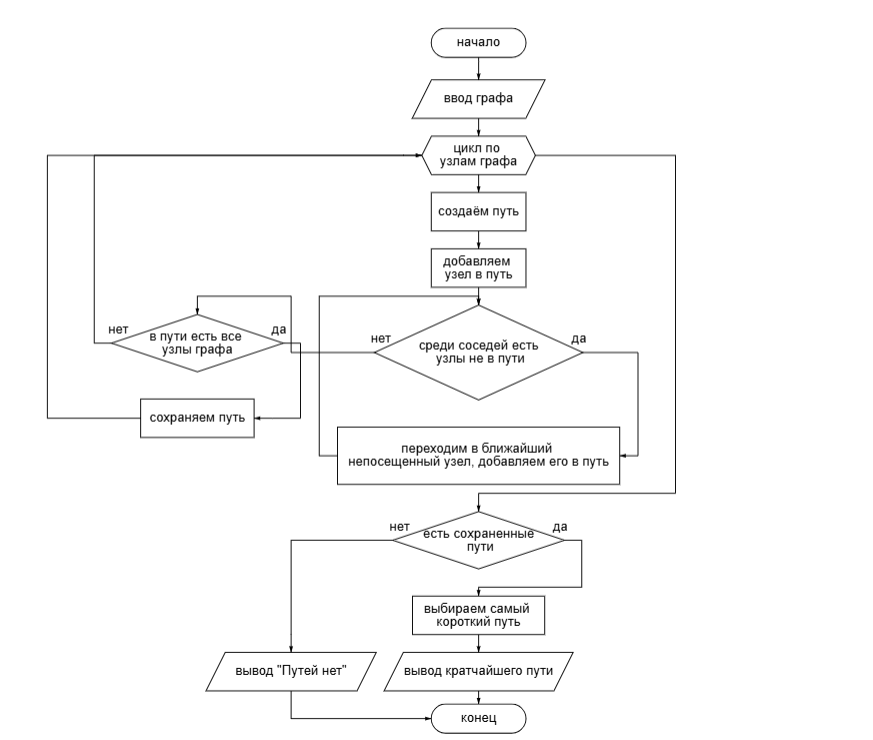 начало
ввод графа
цикл по
узлам графа
создаём путь
добавляем
узел в путь
нет
в пути есть все
узлы графа
да
нет
среди соседей есть
узлы не в пути
да
сохраняем путь
переходим в ближайший
непосещенный узел, добавляем его в путь
нет
есть сохраненные
пути
да
выбираем самый
короткий путь
вывод "Путей нет"
вывод кратчайшего пути
конец